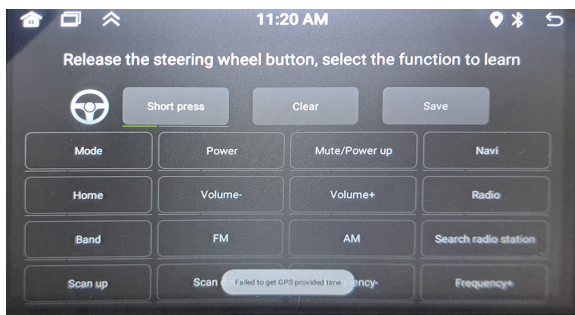 11:20 AM
Release the steering wheel button, select the function to learn
Short press Clear Save
Mode Power Mute/Power up Navi
Home Volume- Volume+ Radio
Band FM AM Search radio station
Scan up Scan Failed to get GPS provided time ency- Frequency+